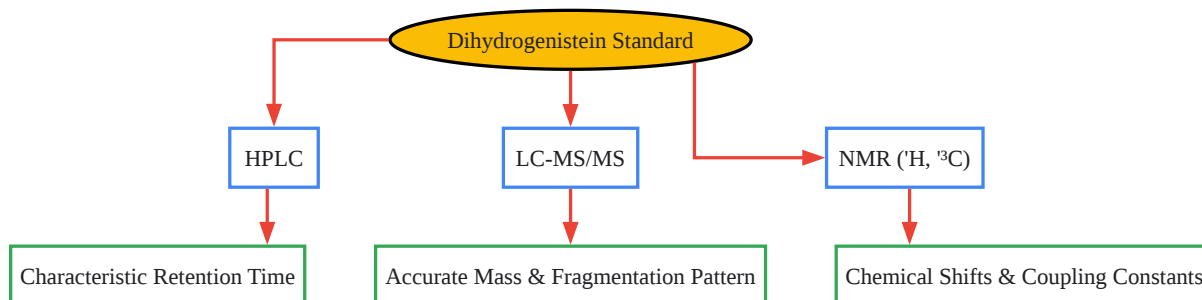 Dihydrogenistein Standard
HPLC
LC-MS/MS
NMR ('H, '³C)
Characteristic Retention Time
Accurate Mass & Fragmentation Pattern
Chemical Shifts & Coupling Constants